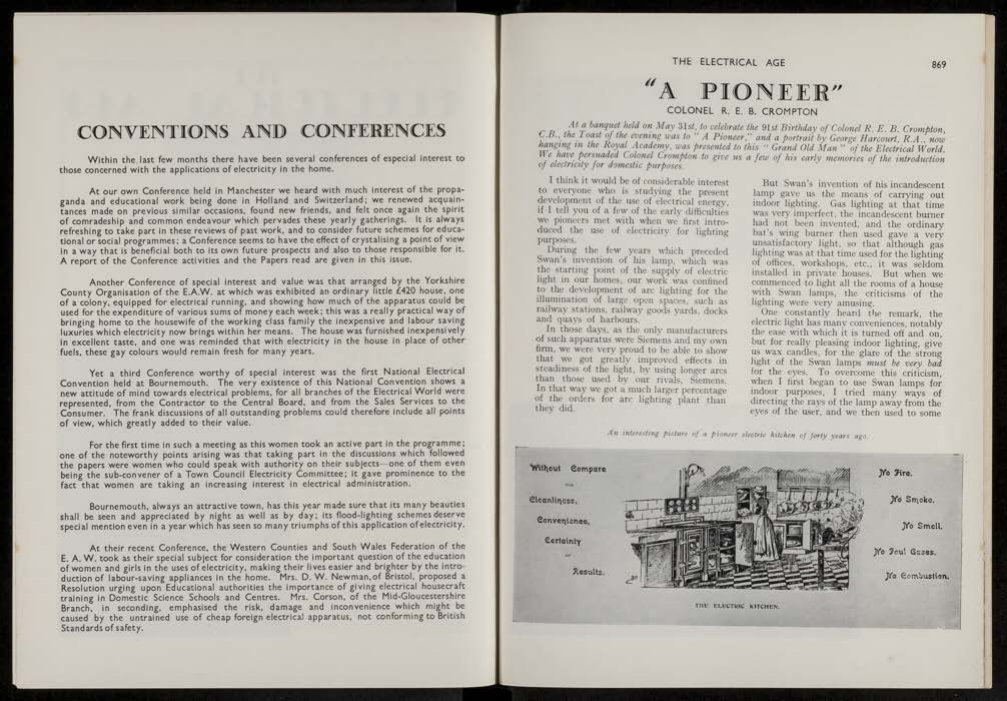 CONVENTIONS AND CONFERENCES
Within the last few months there have been several conferences of especial interest to
those concerned with the applications of electricity in the home.
At our own Conference held in Manchester we heard with much interest of the propa-
ganda and educational work being done in Holland and Switzerland; we renewed acquain-
tances made on previous similar occasions, found new friends, and felt once again the spirit
of comradeship and common endeavour which pervades these yearly gatherings. It is always
refreshing to take part in these reviews of past work, and to consider future schemes for educa-
tional or social programmes; a Conference seems to have the effect of crystalising a point of view
in a way that is beneficial both to its own future prospects and also to those responsible for it.
A report of the Conference activities and the Papers read are given in this issue.
Another Conference of special interest and value was that arranged by the Yorkshire
County Organisation of the E.A.W. at which was exhibited an ordinary little £420 house, one
of a colony, equipped for electrical running, and showing how much of the apparatus could be
used for the expenditure of various sums of money each week; this was a really practical way of
bringing home to the housewife of the working class family the inexpensive and labour saving
luxuries which electricity now brings within her means. The house was furnished inexpensively
in excellent taste, and one was reminded that with electricity in the house in place of other
fuels, these gay colours would remain fresh for many years.
Yet a third Conference worthy of special interest was the first National Electrical
Convention held at Bournemouth. The very existence of this National Convention shows a
new attitude of mind towards electrical problems, for all branches of the Electrical World were
represented, from the Contractor to the Central Board, and from the Sales Services to the
Consumer. The frank discussions of all outstanding problems could therefore include all points
of view, which greatly added to their value.
For the first time in such a meeting as this women took an active part in the programme;
one of the noteworthy points arising was that taking part in the discussions which followed
the papers were women who could speak with authority on their subjects—one of them even
being the sub-convener of a Town Council Electricity Committee; it gave prominence to the
fact that women are taking an increasing interest in electrical administration.
Bournemouth, always an attractive town, has this year made sure that its many beauties
shall be seen and appreciated by night as well as by day; its flood-lighting schemes deserve
special mention even in a year which has seen so many triumphs of this application of electricity.
At their recent Conference, the Western Counties and South Wales Federation of the
E. A. W. took as their special subject for consideration the important question of the education
of women and girls in the uses of electricity, making their lives easier and brighter by the intro-
duction of labour-saving appliances in the home. Mrs. D. W. Newman, of Bristol, proposed a
Resolution urging upon Educational authorities the importance of giving electrical housecraft
training in Domestic Science Schools and Centres. Mrs. Corson, of the Mid-Gloucestershire
Branch, in seconding, emphasised the risk, damage and inconvenience which might be
caused by the untrained use of cheap foreign electrical apparatus, not conforming to British
Standards of safety.
THE ELECTRICAL AGE 869
"A PIONEER"
COLONEL R. E. B. CROMPTON
At a banquet held on May 31st, to celebrate the 91st Birthday of Colonel R. E. B. Crompton,
C.B., the Toast of the evening was to "A Pioneer," and a portrait by George Harcourt, R.A., now
hanging in the Royal Academy, was presented to this "Grand Old Man" of the Electrical World.
We have persuaded Colonel Crompton to give us a few of his early memories of the introduction
of electricity for domestic purposes.
I think it would be of considerable interest
to everyone who is studying the present
development of the use of electrical energy,
if I tell you of a few of the early difficulties
we pioneers met with when we first intro-
duced the use of electricity for lighting
purposes.
During the few years which preceded
Swan's invention of his lamp, which was
the starting point of the supply of electric
light in our homes, our work was confined
to the development of arc lighting for the
illumination of large open spaces, such as
railway stations, railway goods yards, docks
and quays of harbours.
In those days, as the only manufacturers
of such apparatus were Siemens and my own
firm, we were very proud to be able to show
that we got greatly improved effects in
steadiness of the light, by using longer arcs
than those used by our rivals, Siemens.
In that way we got a much larger percentage
of the orders for arc lighting plant than
they did.
But Swan's invention of his incandescent
lamp gave us the means of carrying out
indoor lighting. Gas lighting at that time
was very imperfect, the incandescent burner
had not been invented, and the ordinary
bat's wing burner then used gave a very
unsatisfactory light, so that although gas
lighting was at that time used for the lighting
of offices, workshops, etc., it was seldom
installed in private houses. But when we
commenced to light all the rooms of a house
with Swan lamps, the criticisms of the
lighting were very amusing.
One constantly heard the remark, the
electric light has many conveniences, notably
the ease with which it is turned off and on,
but for really pleasing indoor lighting, give
us wax candles, for the glare of the strong
light of the Swan lamps must be very bad
for the eyes. To overcome this criticism,
when I first began to use Swan lamps for
indoor purposes, I tried many ways of
directing the rays of the lamp away from the
eyes of the user, and we then used to some
An interesting picture of a pioneer electric kitchen of forty years ago.
Without Compare
Cleanliness,
Convenience,
Certainty
Results.
No Fire.
No Smoke.
No Smell.
No Foul Gases.
No Combustion.
THE ELECTRIC KITCHEN.